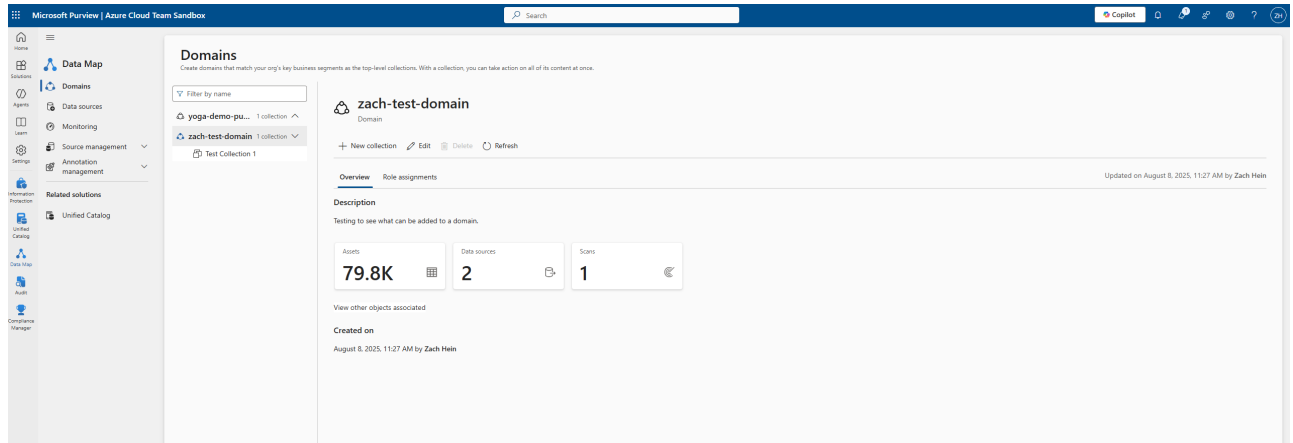 Microsoft Purview | Azure Cloud Team Sandbox
Search
Copilot
ZH
Home
Solutions
Agents
Learn
Settings
Information Protection
Unified Catalog
Data Map
Audit
Compliance Manager
Data Map
Domains
Data sources
Monitoring
Source management
Annotation management
Related solutions
Unified Catalog
Domains
Create domains that match your org's key business segments as the top-level collections. With a collection, you can take action on all of its content at once.
Filter by name
yoga-demo-pu... 1 collection
zach-test-domain 1 collection
Test Collection 1
zach-test-domain
Domain
New collection Edit Delete Refresh
Overview Role assignments
Updated on August 8, 2025, 11:27 AM by Zach Hein
Description
Testing to see what can be added to a domain.
Assets
79.8K
Data sources
2
Scans
1
View other objects associated
Created on
August 8, 2025, 11:27 AM by Zach Hein